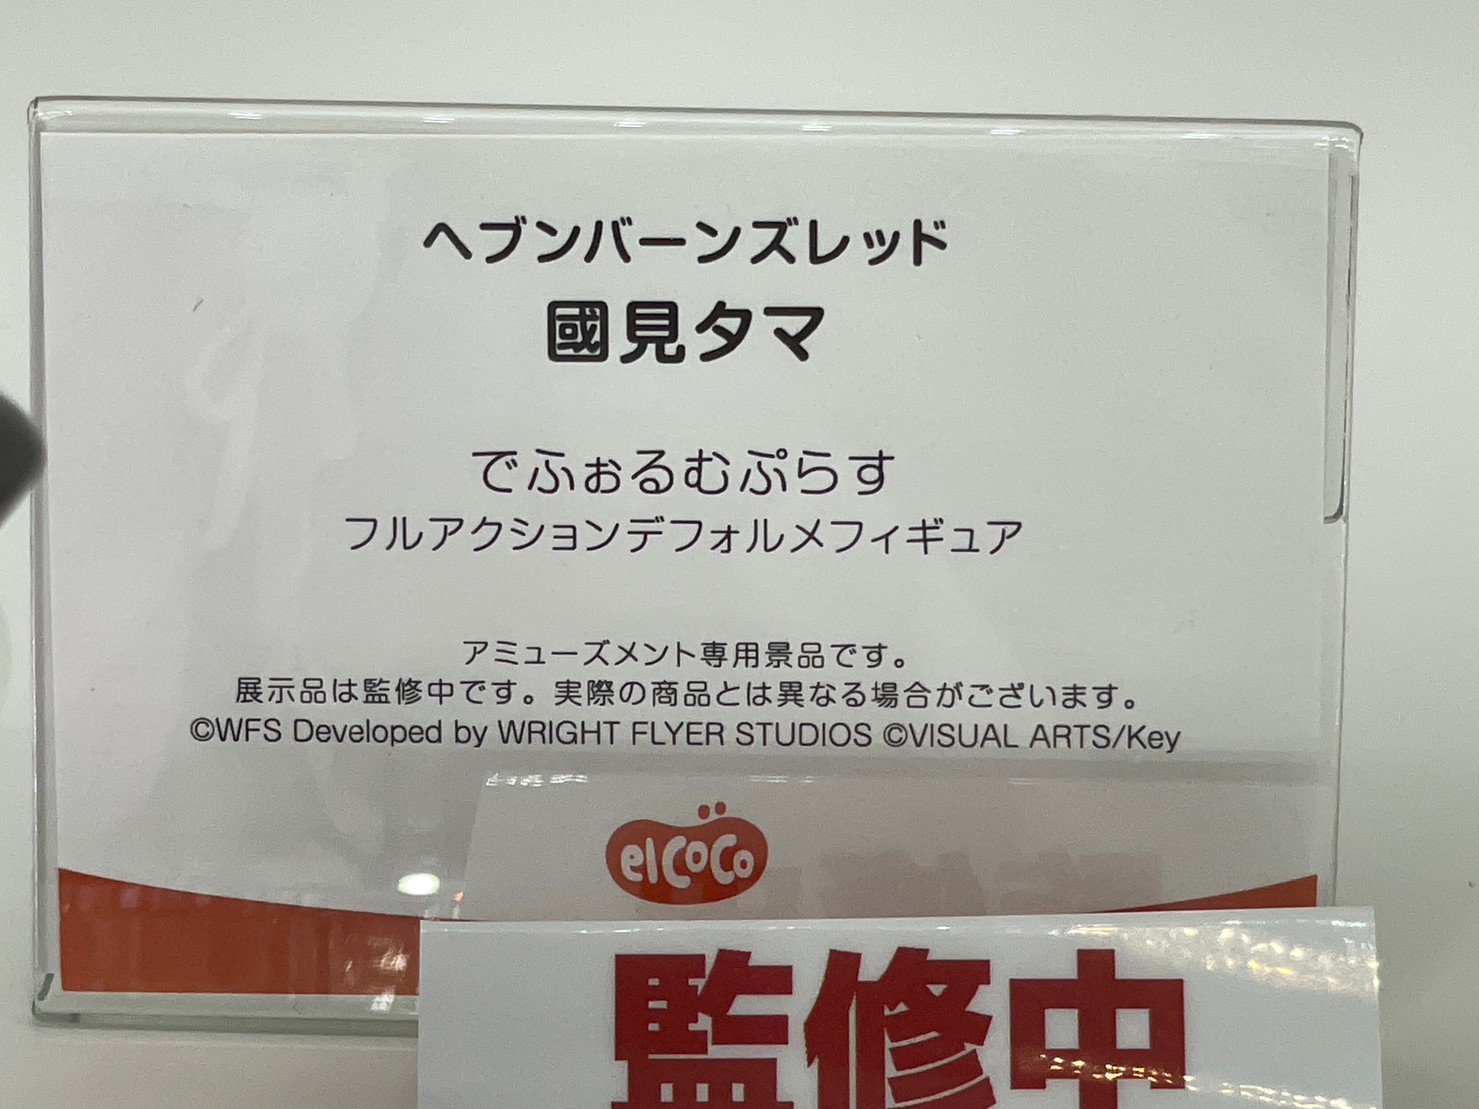 ヘブンバーンズレッド
國見タマ
でふぉるむぷらす
フルアクションデフォルメフィギュア
アミューズメント専用景品です。
展示品は監修中です。実際の商品とは異なる場合がございます。
©WFS Developed by WRIGHT FLYER STUDIOS ©VISUAL ARTS/Key
elcoco
監修中